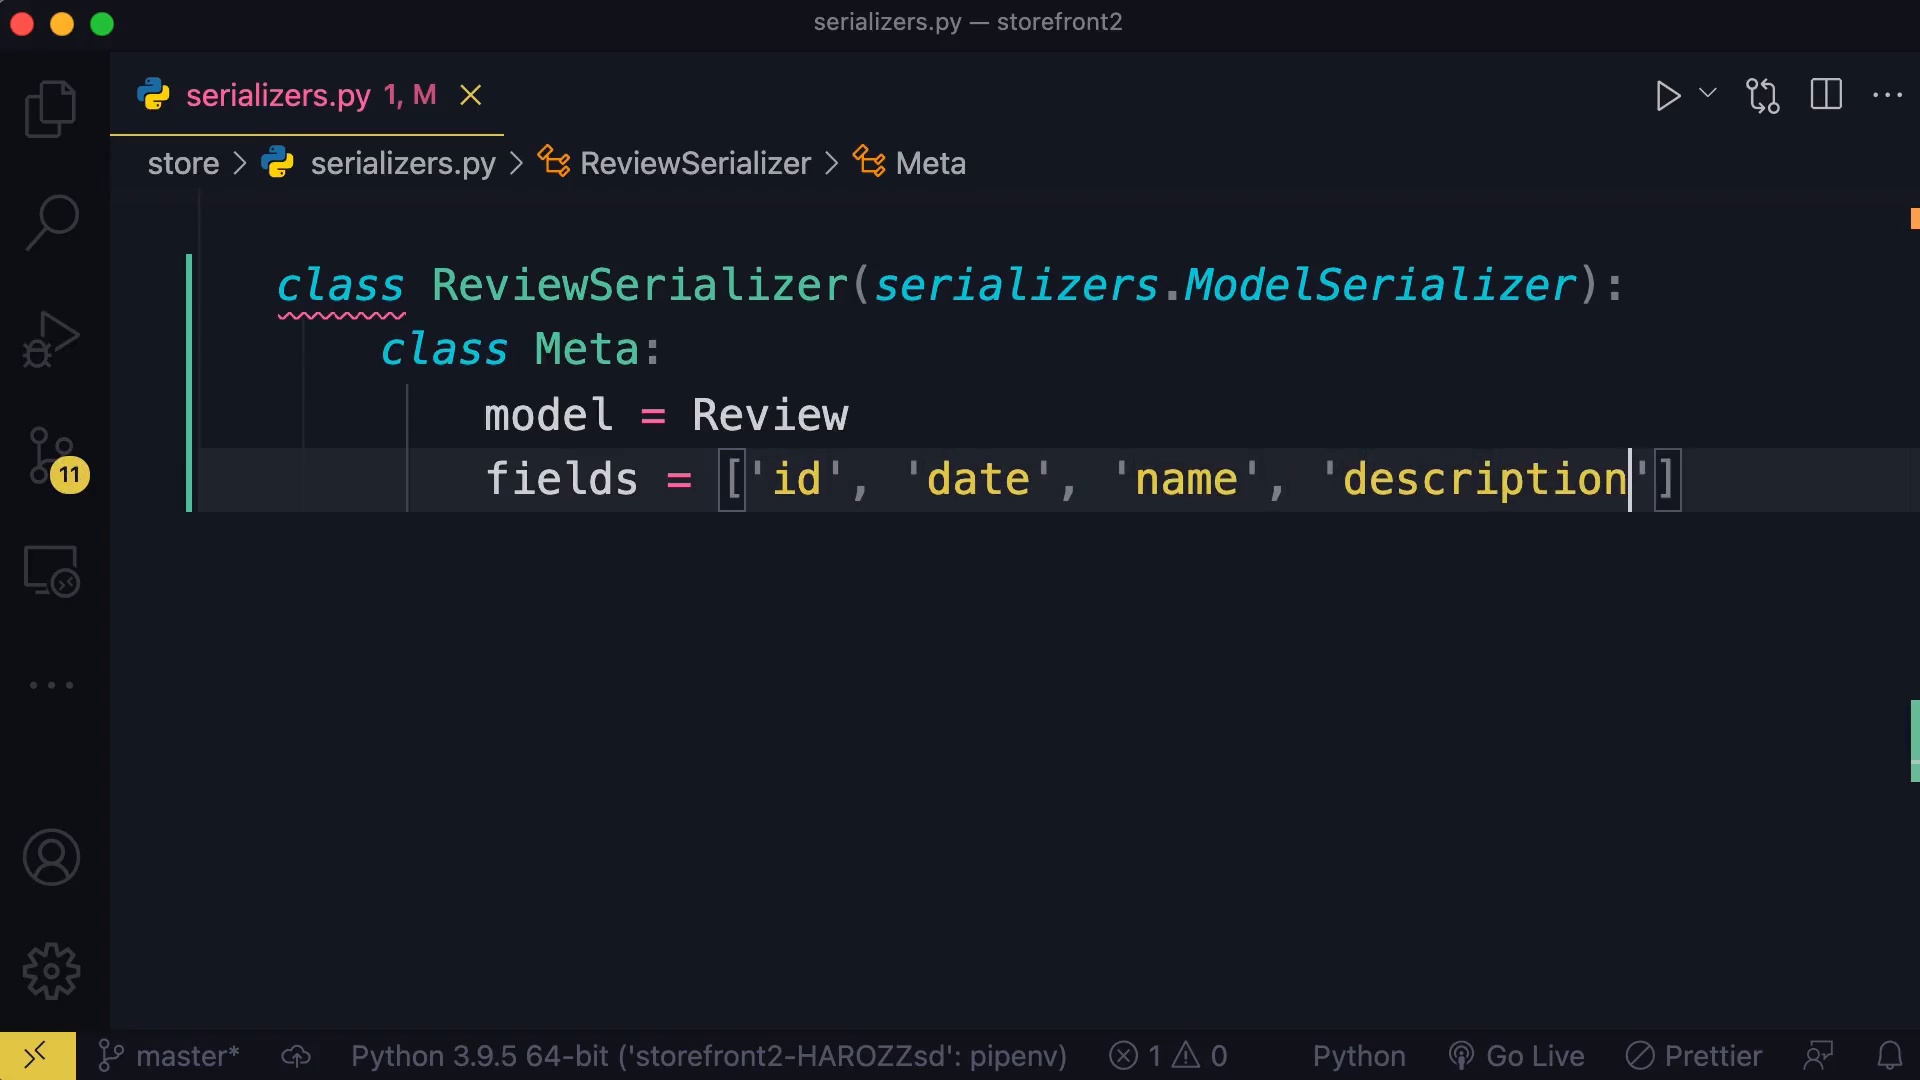 serializers.py — storefront2
serializers.py 1, M
store > serializers.py > ReviewSerializer > Meta
class ReviewSerializer(serializers.ModelSerializer):
class Meta:
model = Review
fields = ['id', 'date', 'name', 'description']
11
master* Python 3.9.5 64-bit ('storefront2-HAROZZsd': pipenv) 1 0 Python Go Live Prettier